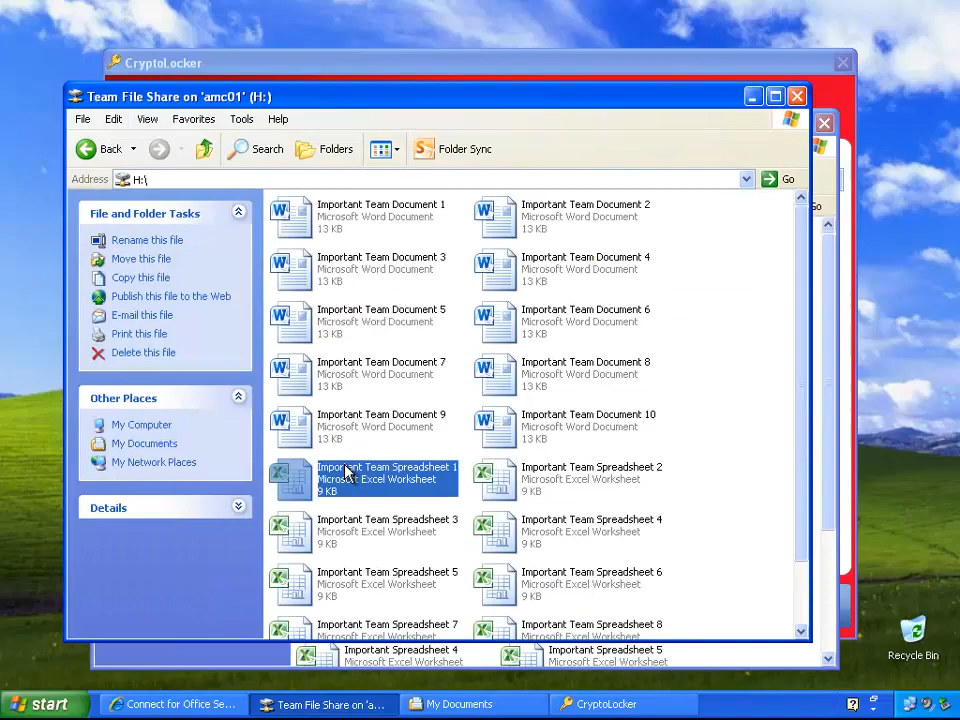 CryptoLocker
Team File Share on 'amc01' (H:)
File Edit View Favorites Tools Help
Back Search Folders Folder Sync
Address H:\ Go
Go
File and Folder Tasks
Rename this file
Move this file
Copy this file
Publish this file to the Web
E-mail this file
Print this file
Delete this file
Other Places
My Computer
My Documents
My Network Places
Details
Important Team Document 1
Microsoft Word Document
13 KB
Important Team Document 2
Microsoft Word Document
13 KB
Important Team Document 3
Microsoft Word Document
13 KB
Important Team Document 4
Microsoft Word Document
13 KB
Important Team Document 5
Microsoft Word Document
13 KB
Important Team Document 6
Microsoft Word Document
13 KB
Important Team Document 7
Microsoft Word Document
13 KB
Important Team Document 8
Microsoft Word Document
13 KB
Important Team Document 9
Microsoft Word Document
13 KB
Important Team Document 10
Microsoft Word Document
13 KB
Important Team Spreadsheet 1
Microsoft Excel Worksheet
9 KB
Important Team Spreadsheet 2
Microsoft Excel Worksheet
9 KB
Important Team Spreadsheet 3
Microsoft Excel Worksheet
9 KB
Important Team Spreadsheet 4
Microsoft Excel Worksheet
9 KB
Important Team Spreadsheet 5
Microsoft Excel Worksheet
9 KB
Important Team Spreadsheet 6
Microsoft Excel Worksheet
9 KB
Important Team Spreadsheet 7
Microsoft Excel Worksheet
Important Team Spreadsheet 8
Microsoft Excel Worksheet
Important Spreadsheet 4
Microsoft Excel Worksheet
Important Spreadsheet 5
Microsoft Excel Worksheet
Recycle Bin
start
Connect for Office Se...
Team File Share on 'a...
My Documents
CryptoLocker